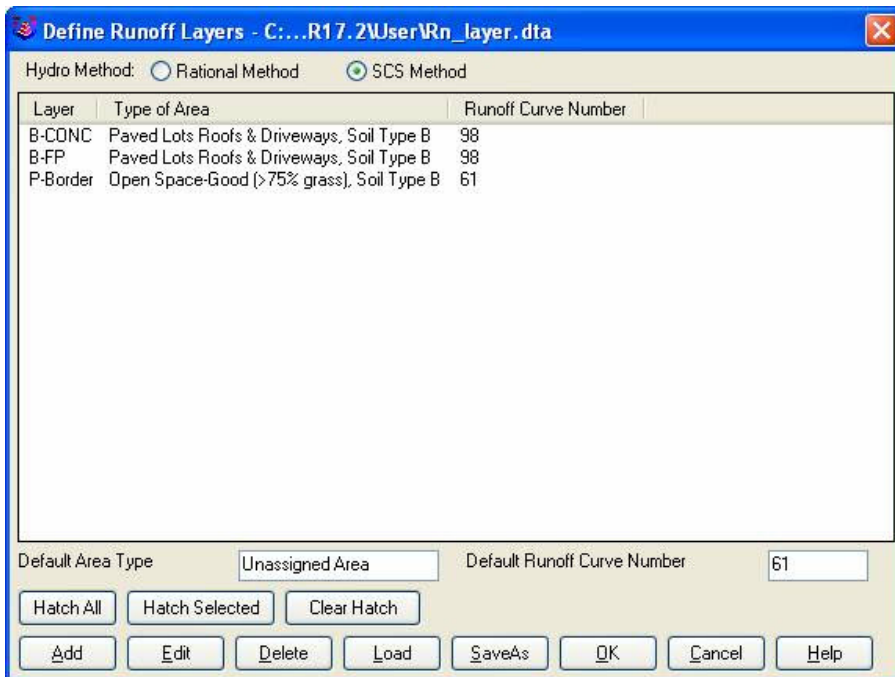 Define Runoff Layers - C:...R17.2\User\Rn_layer.dta
Hydro Method: Rational Method SCS Method
Layer Type of Area Runoff Curve Number
B-CONC Paved Lots Roofs & Driveways, Soil Type B 98
B-FP Paved Lots Roofs & Driveways, Soil Type B 98
P-Border Open Space-Good (>75% grass), Soil Type B 61
Default Area Type Unassigned Area Default Runoff Curve Number 61
Hatch All Hatch Selected Clear Hatch
Add Edit Delete Load SaveAs OK Cancel Help